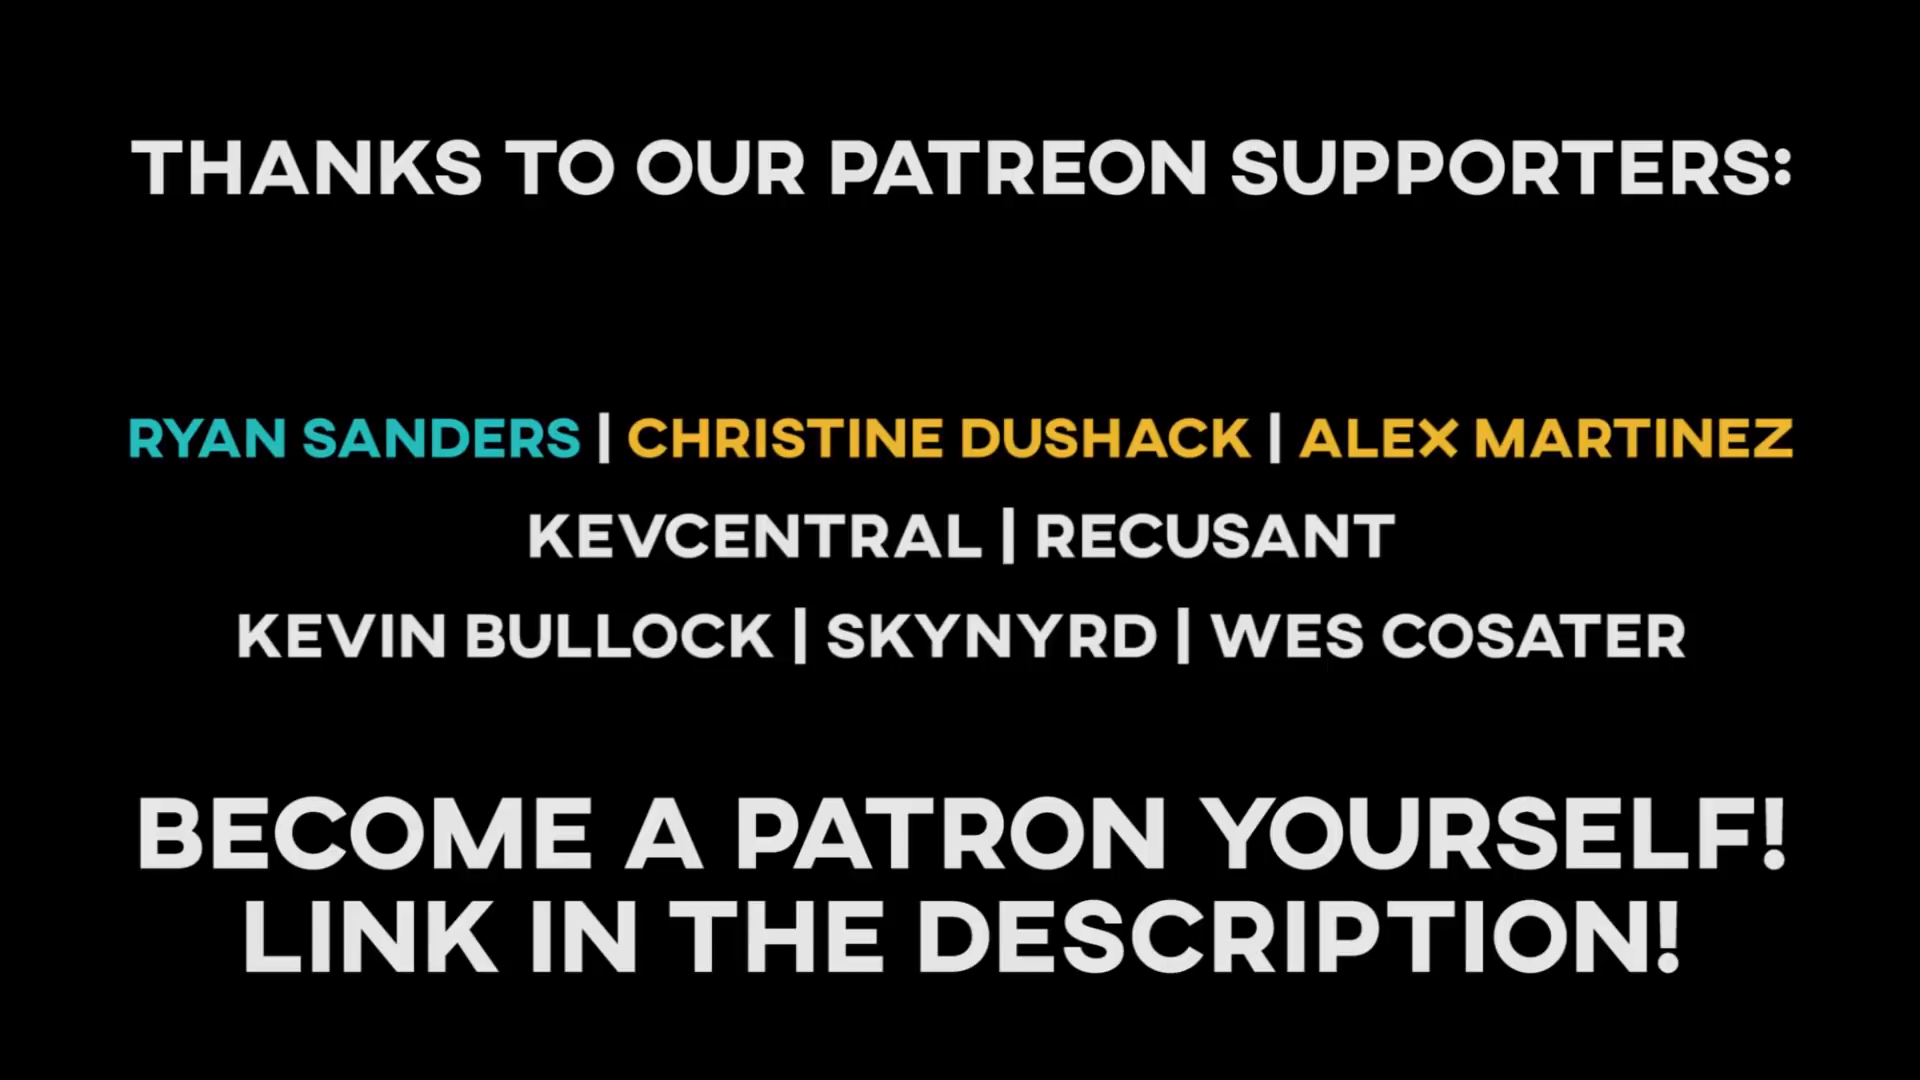 THANKS TO OUR PATREON SUPPORTERS:
RYAN SANDERS | CHRISTINE DUSHACK | ALEX MARTINEZ
KEVCENTRAL | RECUSANT
KEVIN BULLOCK | SKYNYRD | WES COSATER
BECOME A PATRON YOURSELF!
LINK IN THE DESCRIPTION!